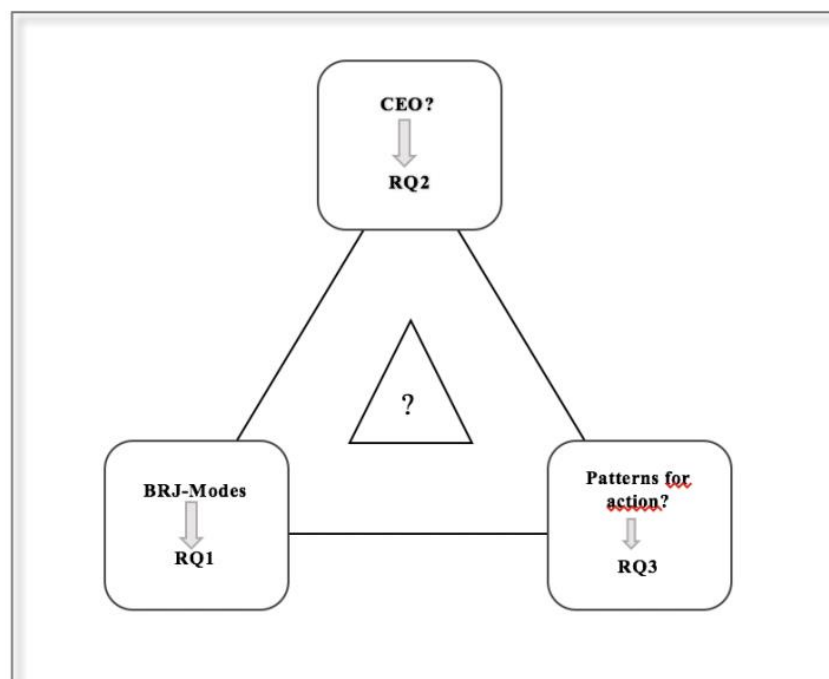 CEO?
RQ2
?
BRJ-Modes
RQ1
Patterns for
action?
RQ3